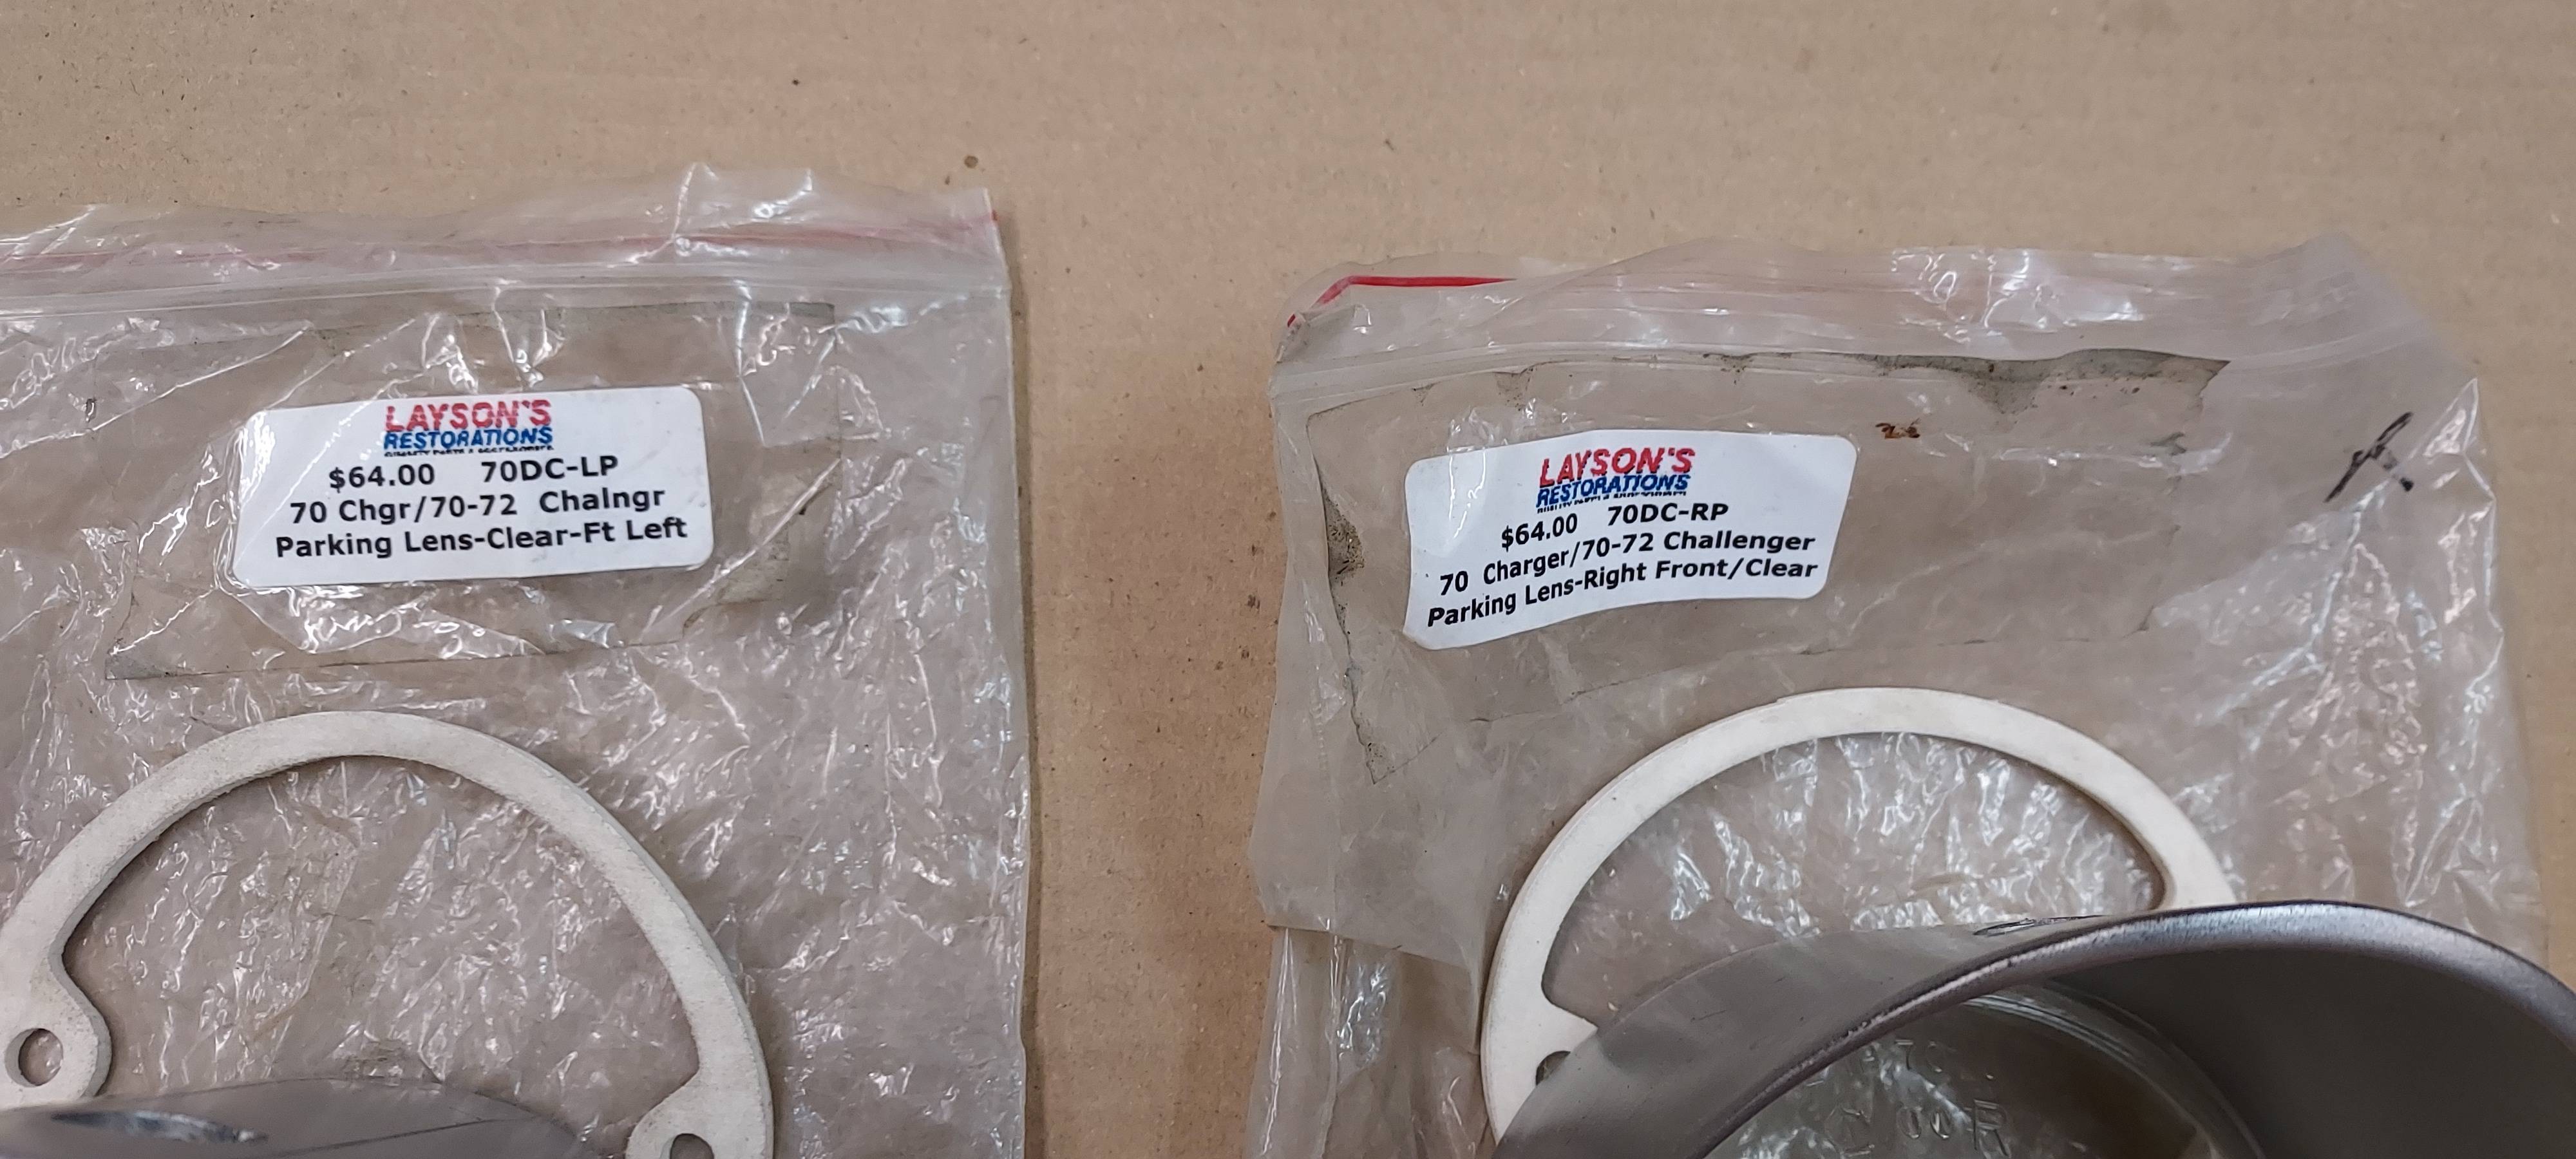 LAYSON'S
RESTORATIONS
$64.00 70DC-LP
70 Chgr/70-72 Chalngr
Parking Lens-Clear-Ft Left
LAYSON'S
RESTORATIONS
$64.00 70DC-RP
70 Charger/70-72 Challenger
Parking Lens-Right Front/Clear
R